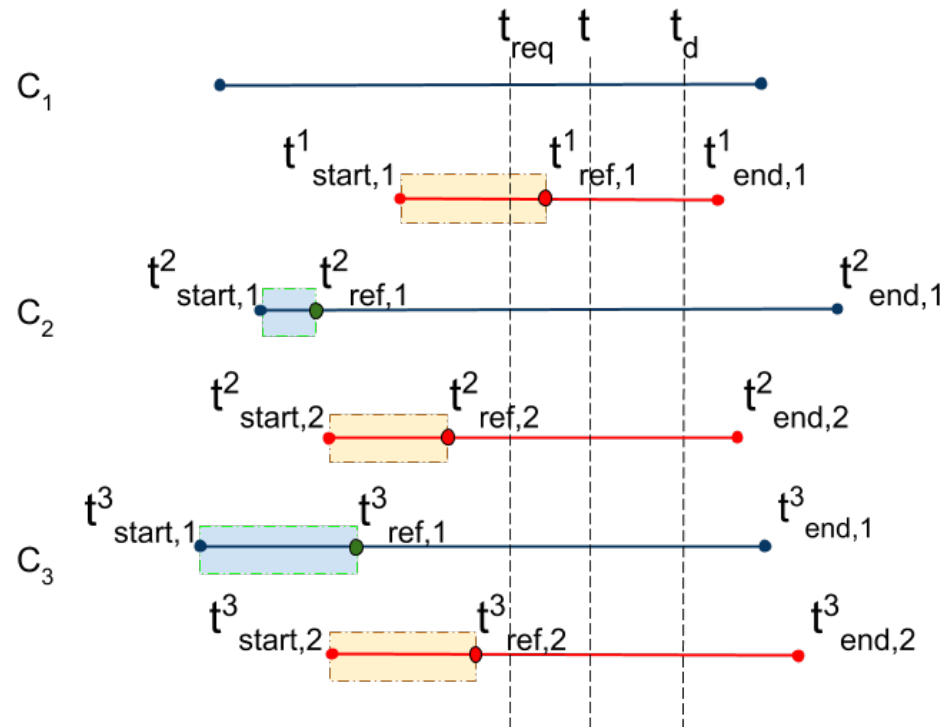 t_req t t_d
C_1
t^1_start,1 t^1_ref,1 t^1_end,1
t^2_start,1 t^2_ref,1 t^2_end,1
C_2
t^2_start,2 t^2_ref,2 t^2_end,2
t^3_start,1 t^3_ref,1 t^3_end,1
C_3
t^3_start,2 t^3_ref,2 t^3_end,2